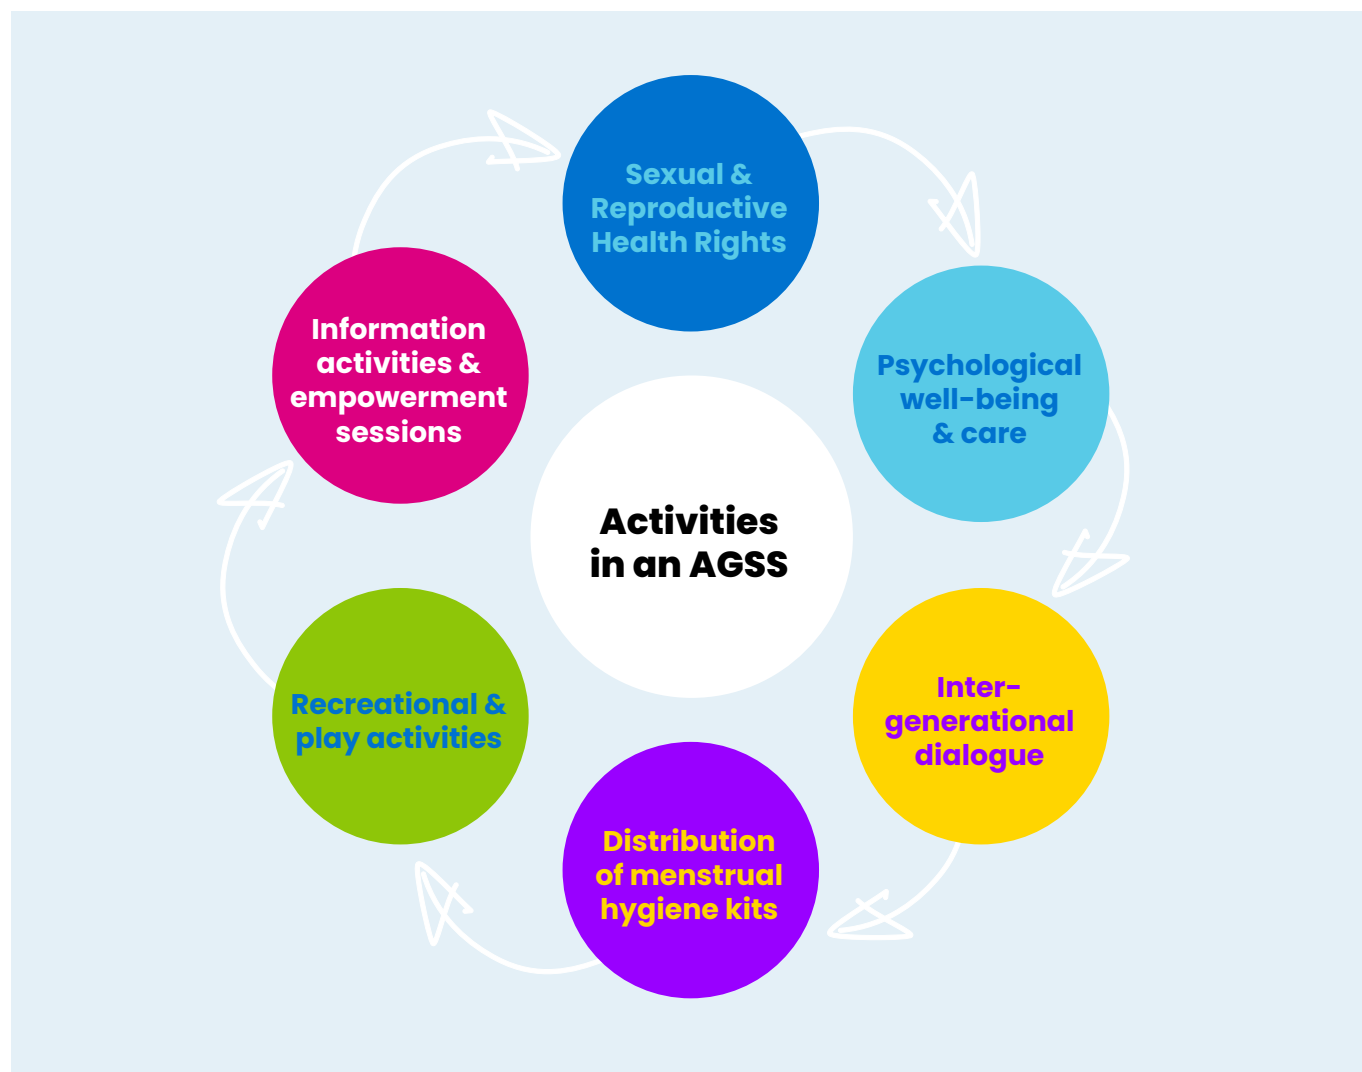 Sexual &
Reproductive
Health Rights
Psychological
well-being
& care
Inter-
generational
dialogue
Distribution
of menstrual
hygiene kits
Recreational &
play activities
Information
activities &
empowerment
sessions
Activities
in an AGSS